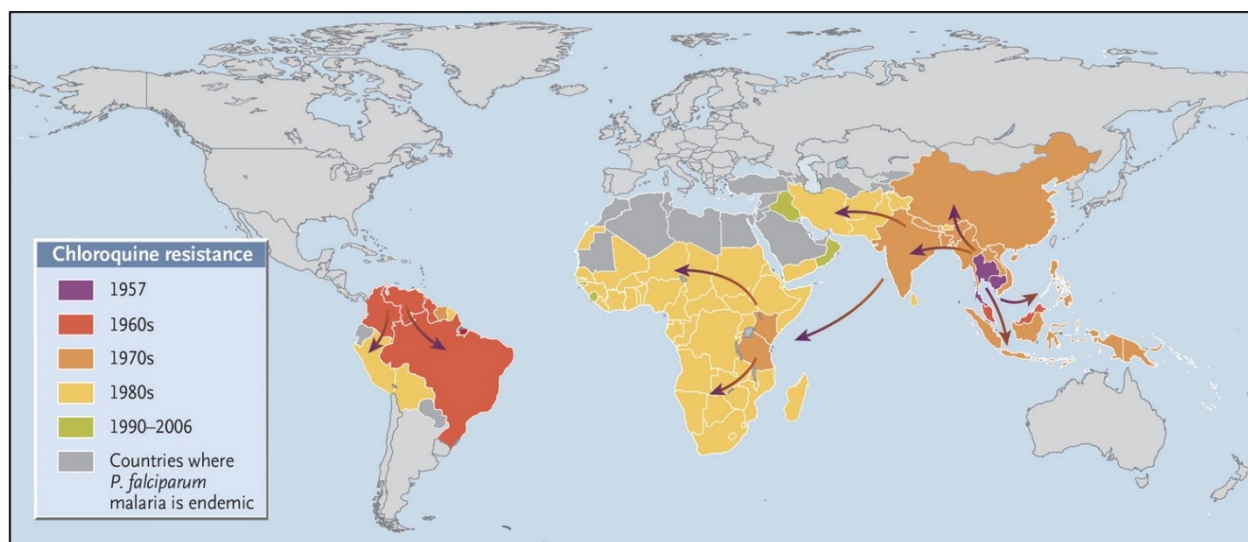 Chloroquine resistance
1957
1960s
1970s
1980s
1990–2006
Countries where
P. falciparum
malaria is endemic